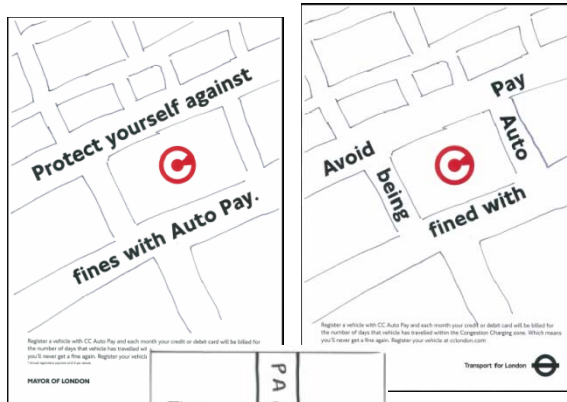 Protect yourself against
fines with Auto Pay.
Register a vehicle with CC Auto Pay and each month your credit or debit card will be billed for
the number of days that vehicle has travelled wi
you'll never get a fine again. Register your vehicle
MAYOR OF LONDON
Avoid
being
fined with
Auto
Pay
Register a vehicle with CC Auto Pay and each month your credit or debit card will be billed for
the number of days that vehicle has travelled within the Congestion Charging zone. Which means
you'll never get a fine again. Register your vehicle at cclondon.com
Transport for London
PA